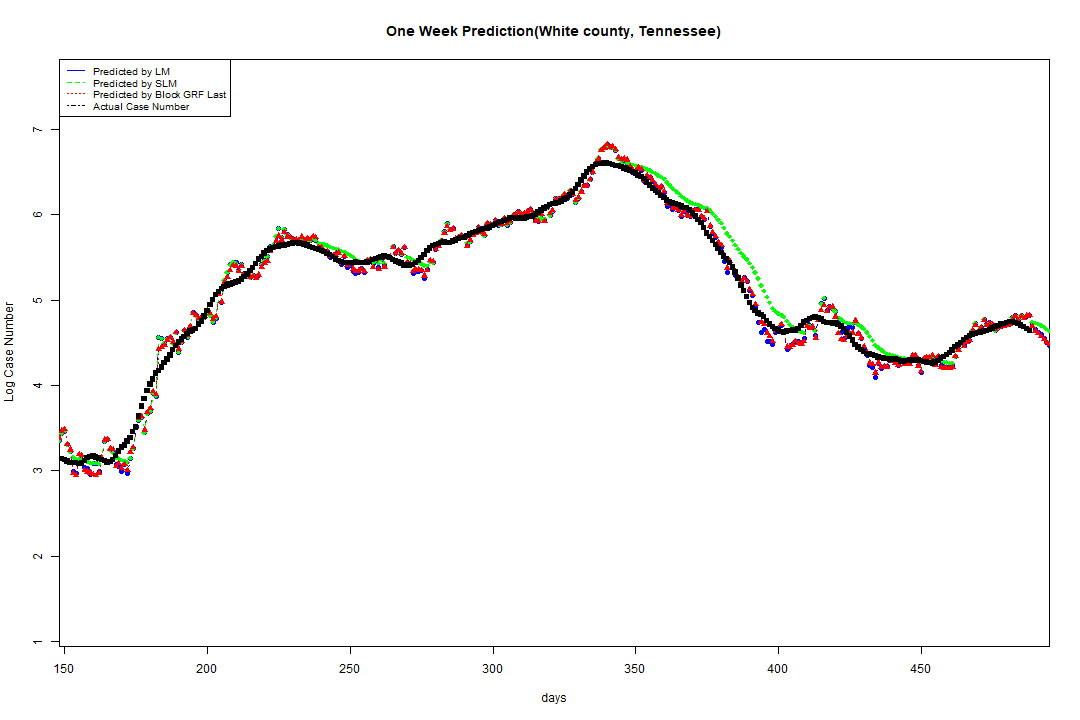 One Week Prediction(White county, Tennessee)
Predicted by LM
Predicted by SLM
Predicted by Block GRF Last
Actual Case Number
7
6
5
4
3
2
1
Log Case Number
150 200 250 300 350 400 450
days